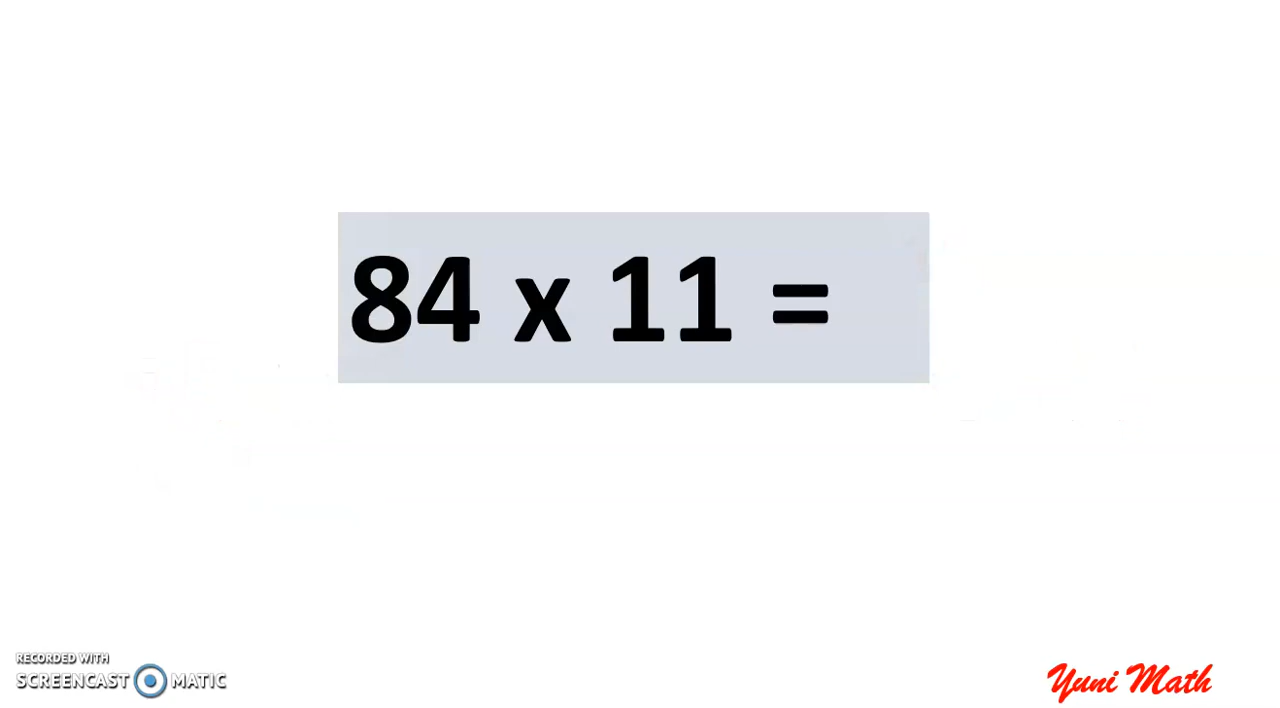 84 x 11 =
RECORDED WITH
SCREENCAST MATIC
Yuni Math